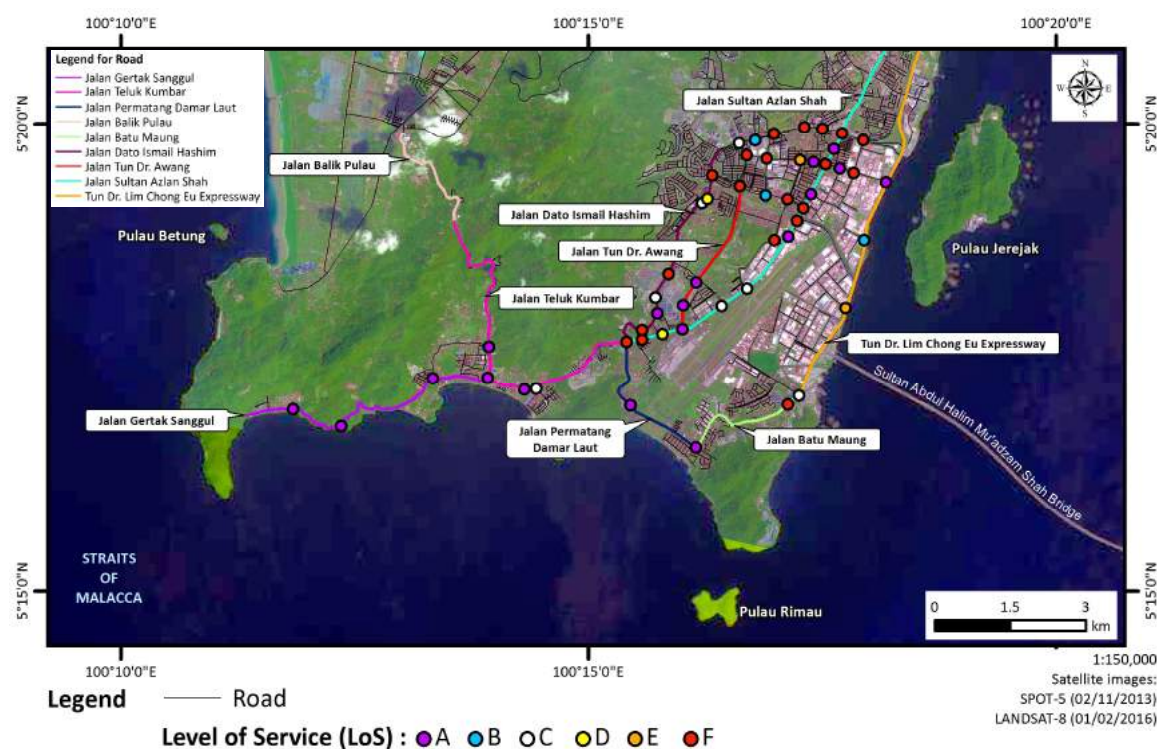 100°10'0"E
100°15'0"E
100°20'0"E
Legend for Road
Jalan Gertak Sanggul
Jalan Teluk Kumbar
Jalan Permatang Damar Laut
Jalan Balik Pulau
Jalan Batu Maung
Jalan Dato Ismail Hashim
Jalan Tun Dr. Awang
Jalan Sultan Azlan Shah
Tun Dr. Lim Chong Eu Expressway
N
W
E
S
Jalan Sultan Azlan Shah
5°20'0"N
5°20'0"N
Jalan Balik Pulau
Jalan Dato Ismail Hashim
Pulau Betung
Jalan Tun Dr. Awang
Pulau Jerejak
Jalan Teluk Kumbar
Tun Dr. Lim Chong Eu Expressway
Sultan Abdul Halim Mu'adzam Shah Bridge
Jalan Gertak Sanggul
Jalan Permatang
Damar Laut
Jalan Batu Maung
STRAITS
OF
MALACCA
5°15'0"N
5°15'0"N
Pulau Rimau
0 1.5 3
km
100°10'0"E
100°15'0"E
100°20'0"E
1:150,000
Satellite images:
SPOT-5 (02/11/2013)
LANDSAT-8 (01/02/2016)
Legend
Road
Level of Service (LoS) : A B C D E F